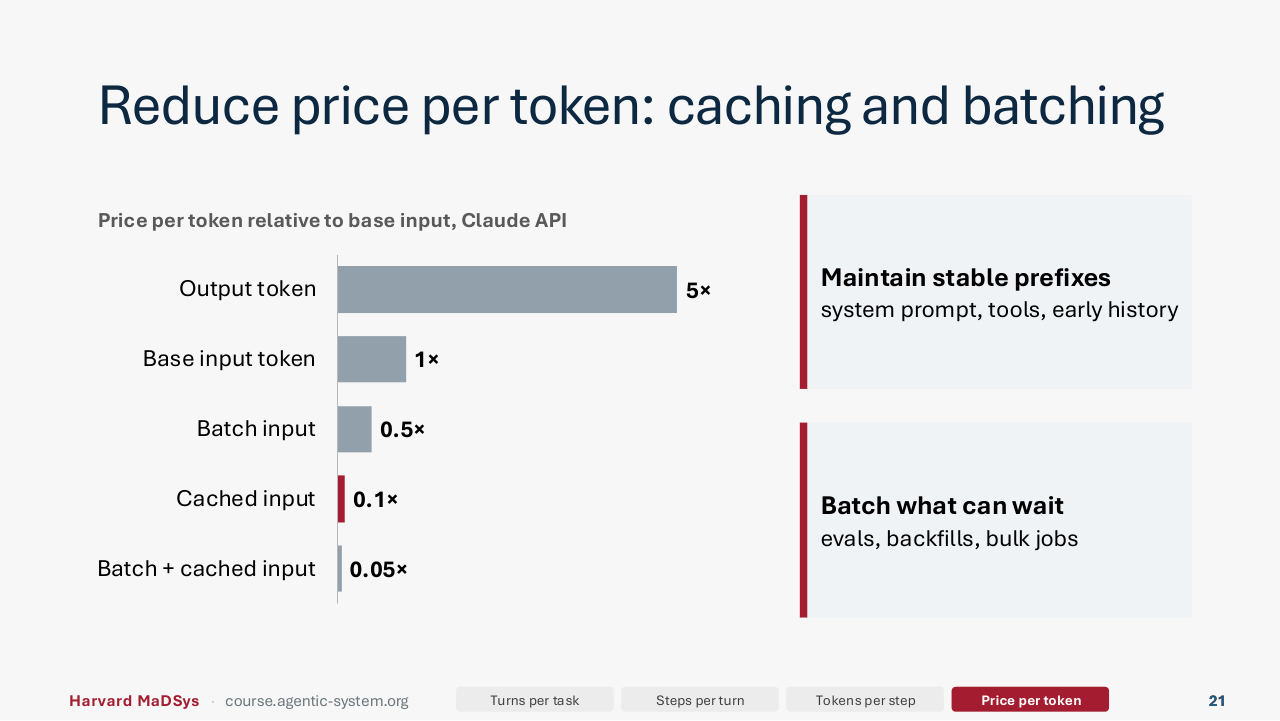 Reduce price per token: caching and batching
Price per token relative to base input, Claude API
Output token 5×
Base input token 1×
Batch input 0.5×
Cached input 0.1×
Batch + cached input 0.05×
Maintain stable prefixes
system prompt, tools, early history
Batch what can wait
evals, backfills, bulk jobs
Harvard MaDSys · course.agentic-system.org Turns per task Steps per turn Tokens per step Price per token 21